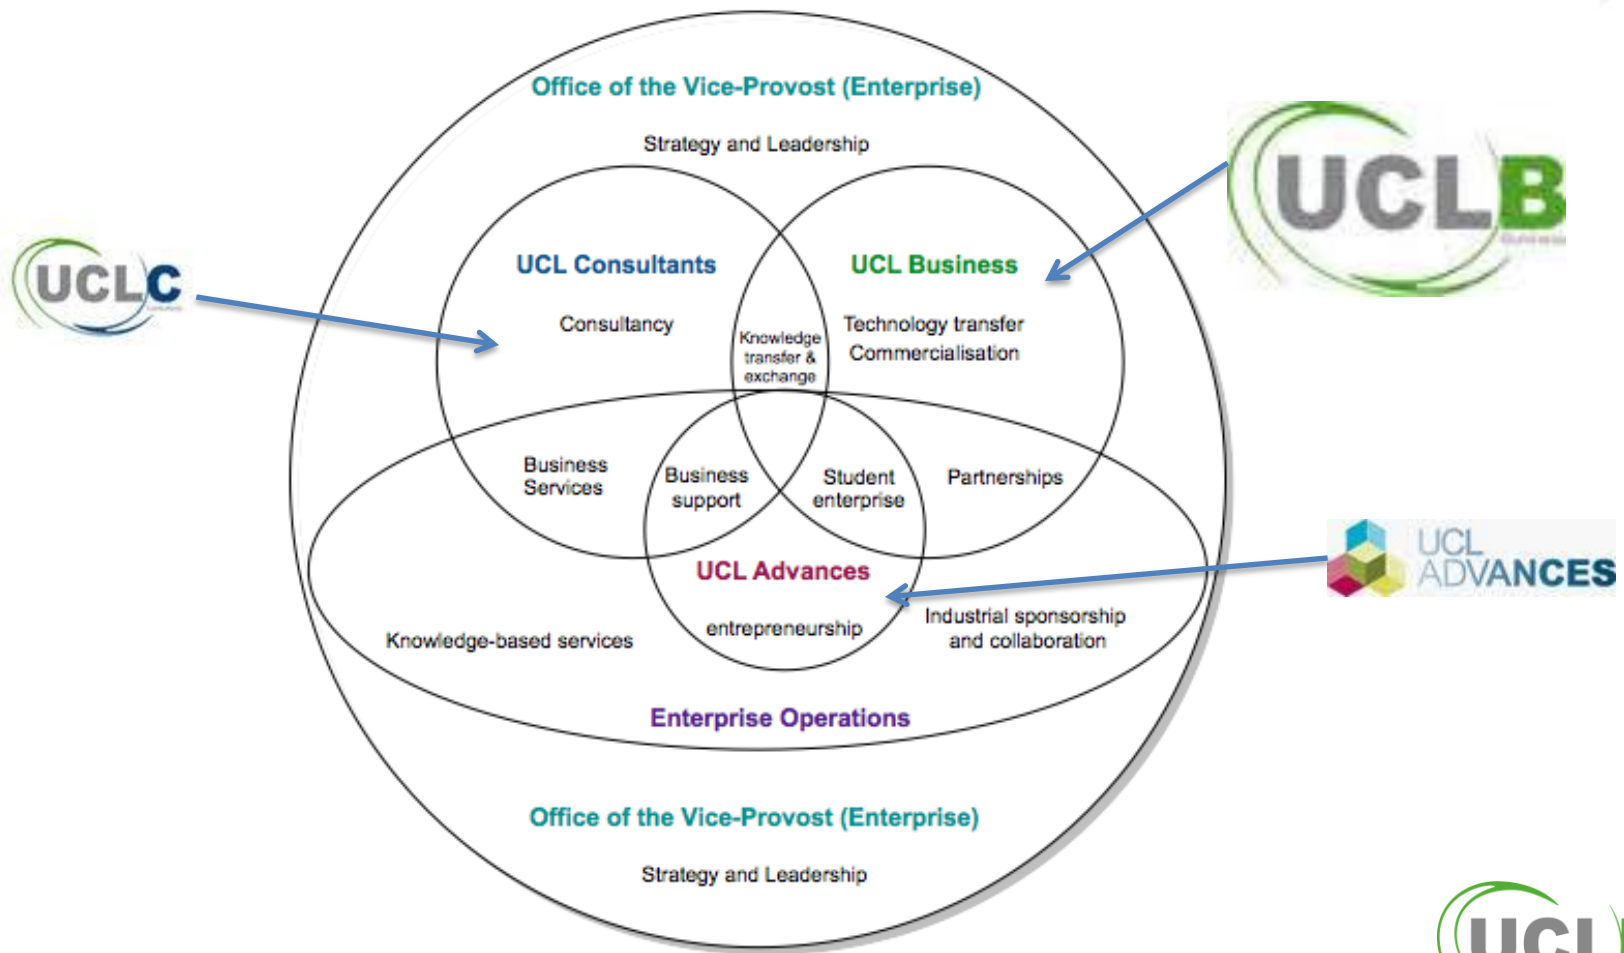 Office of the Vice-Provost (Enterprise)
Strategy and Leadership
UCLB
UCLC
UCL Consultants
UCL Business
Consultancy
Technology transfer
Commercialisation
Knowledge
transfer &
exchange
Business
Services
Business
support
Student
enterprise
Partnerships
UCL
ADVANCES
UCL Advances
entrepreneurship
Industrial sponsorship
and collaboration
Knowledge-based services
Enterprise Operations
Office of the Vice-Provost (Enterprise)
Strategy and Leadership
UCL